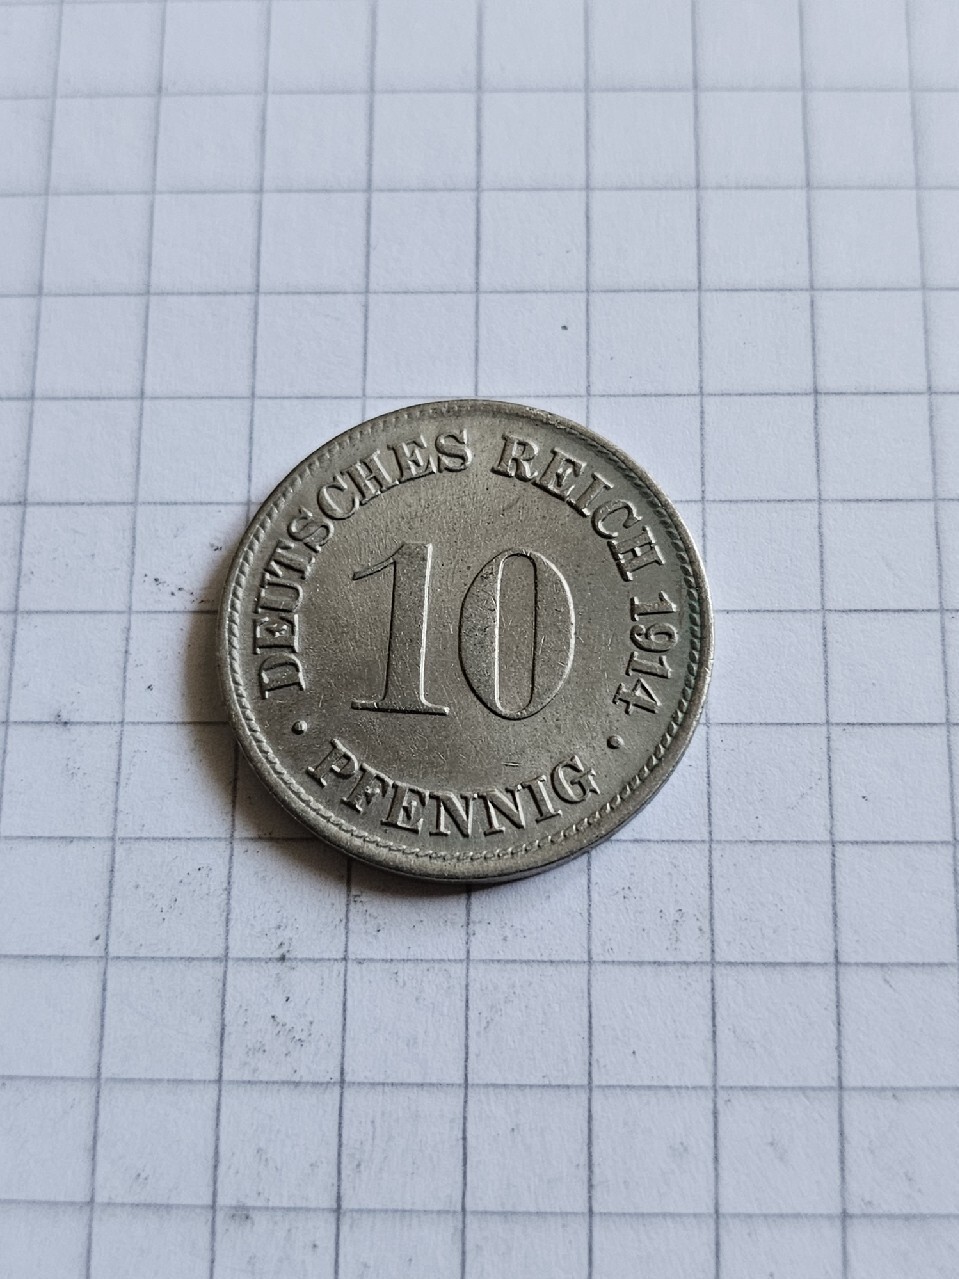 DEUTSCHES REICH 1914
10
· PFENNIG ·